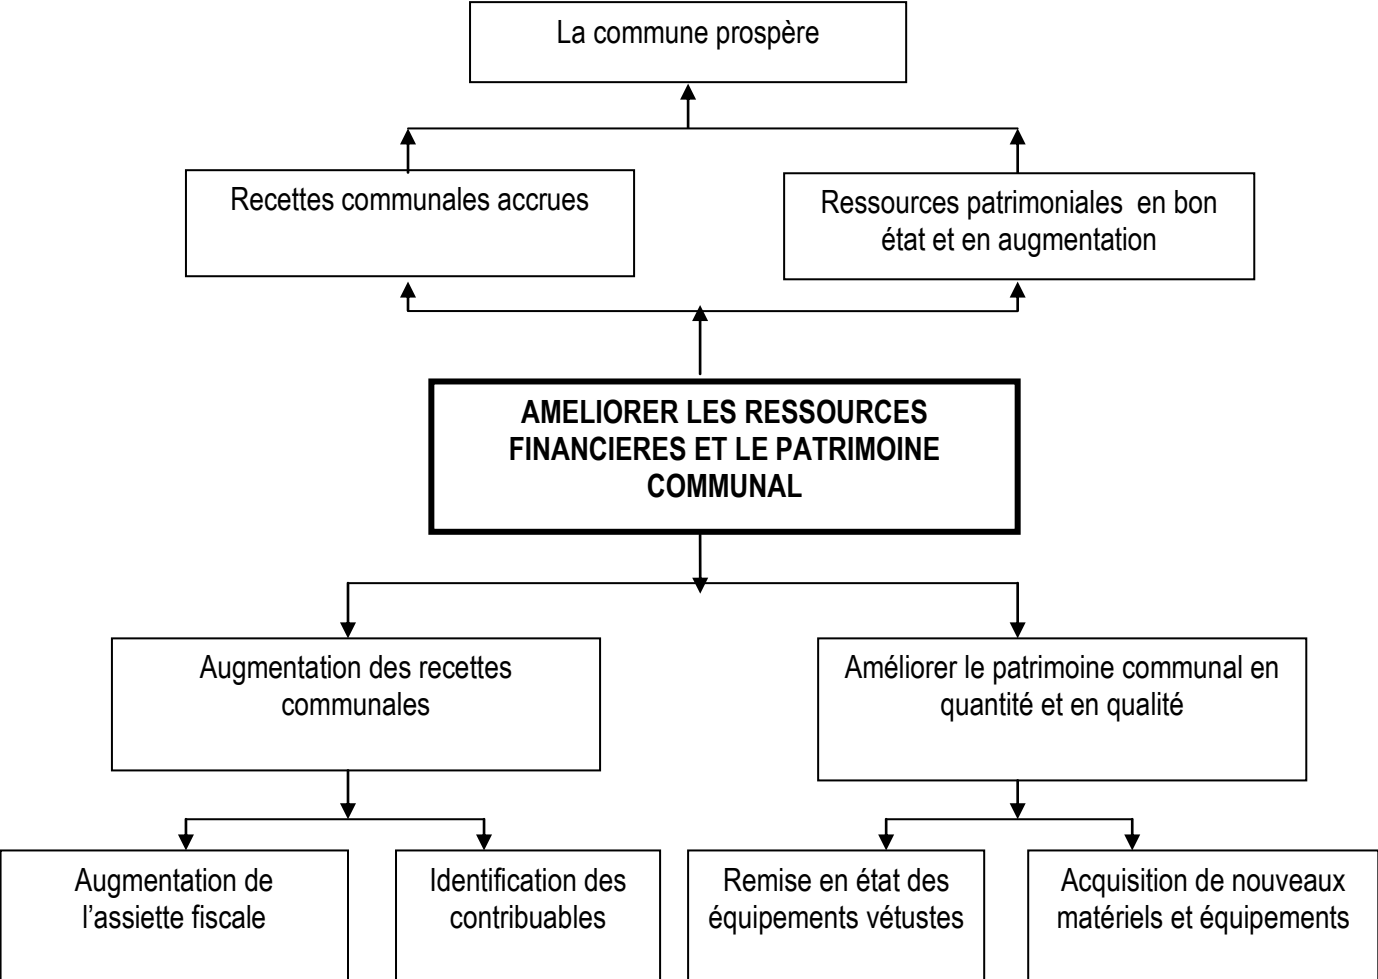 La commune prospère
Recettes communales accrues
Ressources patrimoniales en bon
état et en augmentation
AMELIORER LES RESSOURCES
FINANCIERES ET LE PATRIMOINE
COMMUNAL
Augmentation des recettes
communales
Améliorer le patrimoine communal en
quantité et en qualité
Augmentation de
l’assiette fiscale
Identification des
contribuables
Remise en état des
équipements vétustes
Acquisition de nouveaux
matériels et équipements